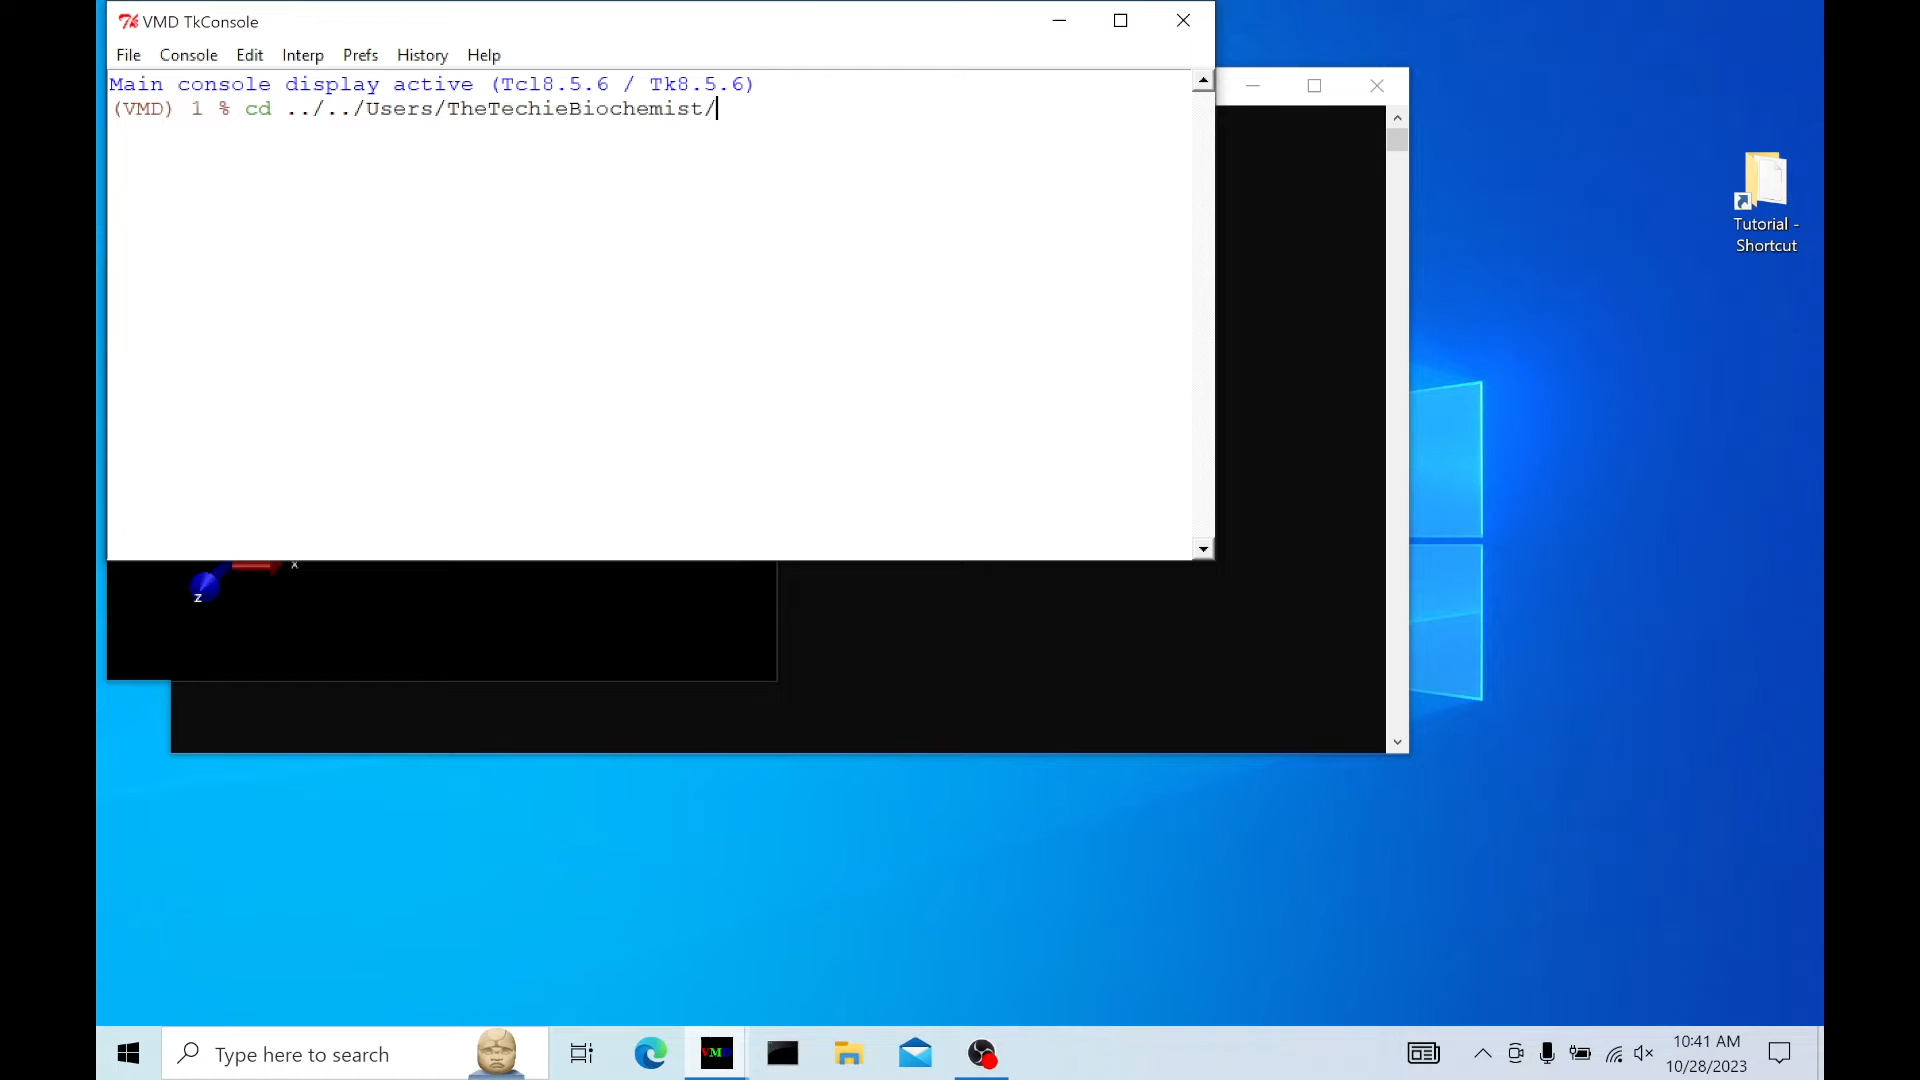 VMD TkConsole
File Console Edit Interp Prefs History Help
Main console display active (Tcl8.5.6 / Tk8.5.6)
(VMD) 1 % cd ../../Users/TheTechieBiochemist/
x
z
Tutorial -
Shortcut
Type here to search
VMD
10:41 AM
10/28/2023